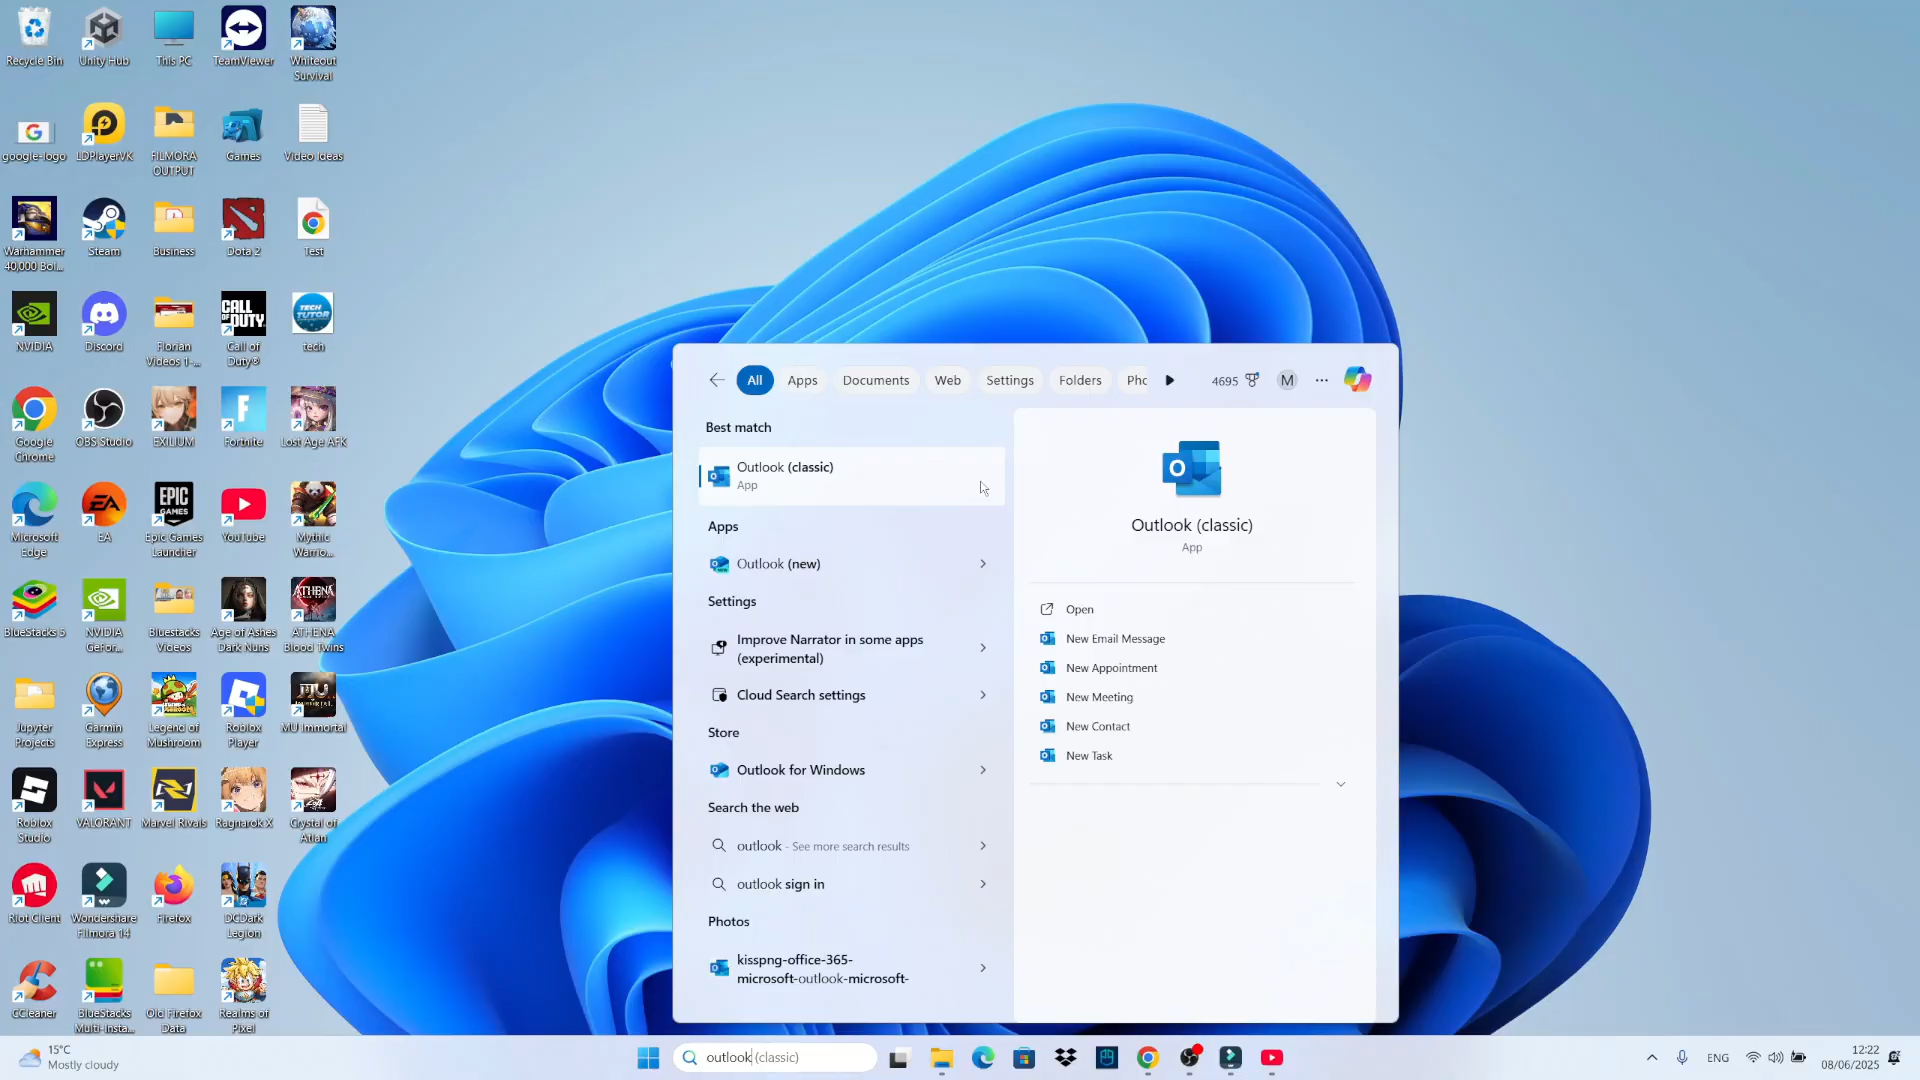 Recycle Bin
Unity Hub
This PC
TeamViewer
Whiteout
Survival
google-logo
LDPlayerVK
FILMORA
OUTPUT
Games
Video Ideas
Warhammer
40,000 Bol...
Steam
Business
Dota 2
Test
NVIDIA
Discord
Florian
Videos 1-...
CALL OF DUTY
Call of
Duty®
TECH
TUTOR
tech
Google
Chrome
OBS Studio
EXILIUM
Fortnite
Lost Age AFK
Microsoft
Edge
EA
EPIC
GAMES
Epic Games
Launcher
YouTube
Mythic
Warrio...
BlueStacks 5
NVIDIA
GeFor...
Bluestacks
Videos
Age of Ashes
Dark Nuns
ATHENA
ATHENA
Blood Twins
Jupyter
Projects
Garmin
Express
Legend of
Mushroom
Roblox
Player
MU Immortal
Roblox
Studio
VALORANT
Marvel Rivals
Ragnarok X
Crystal of
Atlan
Riot Client
Wondershare
Filmora 14
Firefox
DCDark
Legion
CCleaner
BlueStacks
Multi-Insta...
Old Firefox
Data
Realms of
Pixel
All
Apps
Documents
Web
Settings
Folders
Pho
4695
M
Best match
Outlook (classic)
App
Apps
Outlook (new)
Settings
Improve Narrator in some apps
(experimental)
Cloud Search settings
Store
Outlook for Windows
Search the web
outlook - See more search results
outlook sign in
Photos
kisspng-office-365-
microsoft-outlook-microsoft-
Outlook (classic)
App
Open
New Email Message
New Appointment
New Meeting
New Contact
New Task
15°C
Mostly cloudy
outlook (classic)
ENG
12:22
08/06/2025